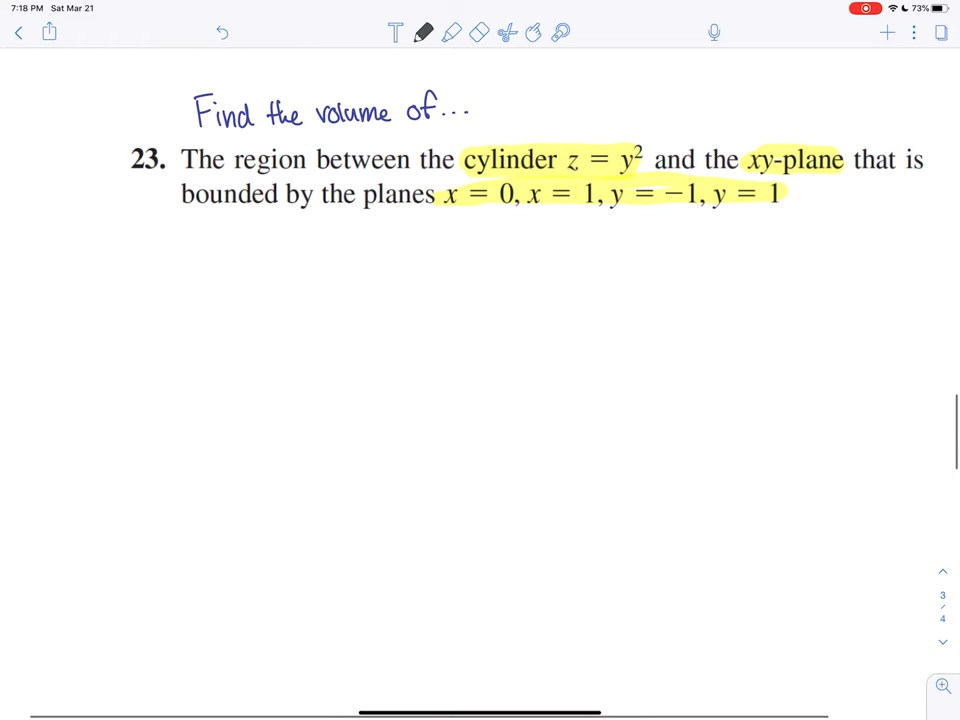 7:18 PM Sat Mar 21
73%
T
Find the volume of...
23. The region between the cylinder z = y² and the xy-plane that is
bounded by the planes x = 0, x = 1, y = −1, y = 1
3
/
4